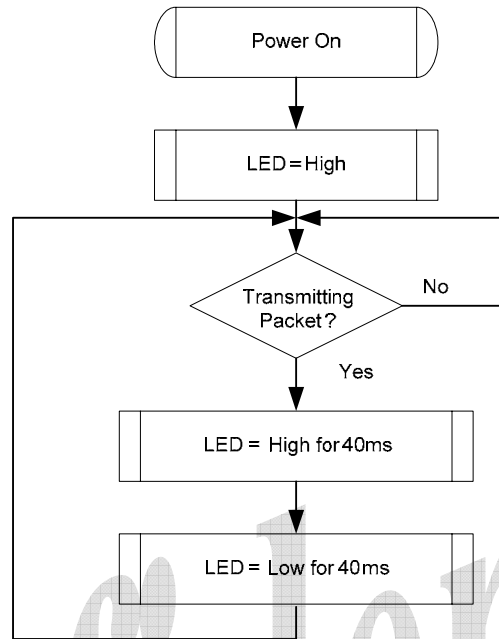 Power On
LED = High
Transmitting
Packet?
No
Yes
LED = High for 40ms
LED = Low for 40ms